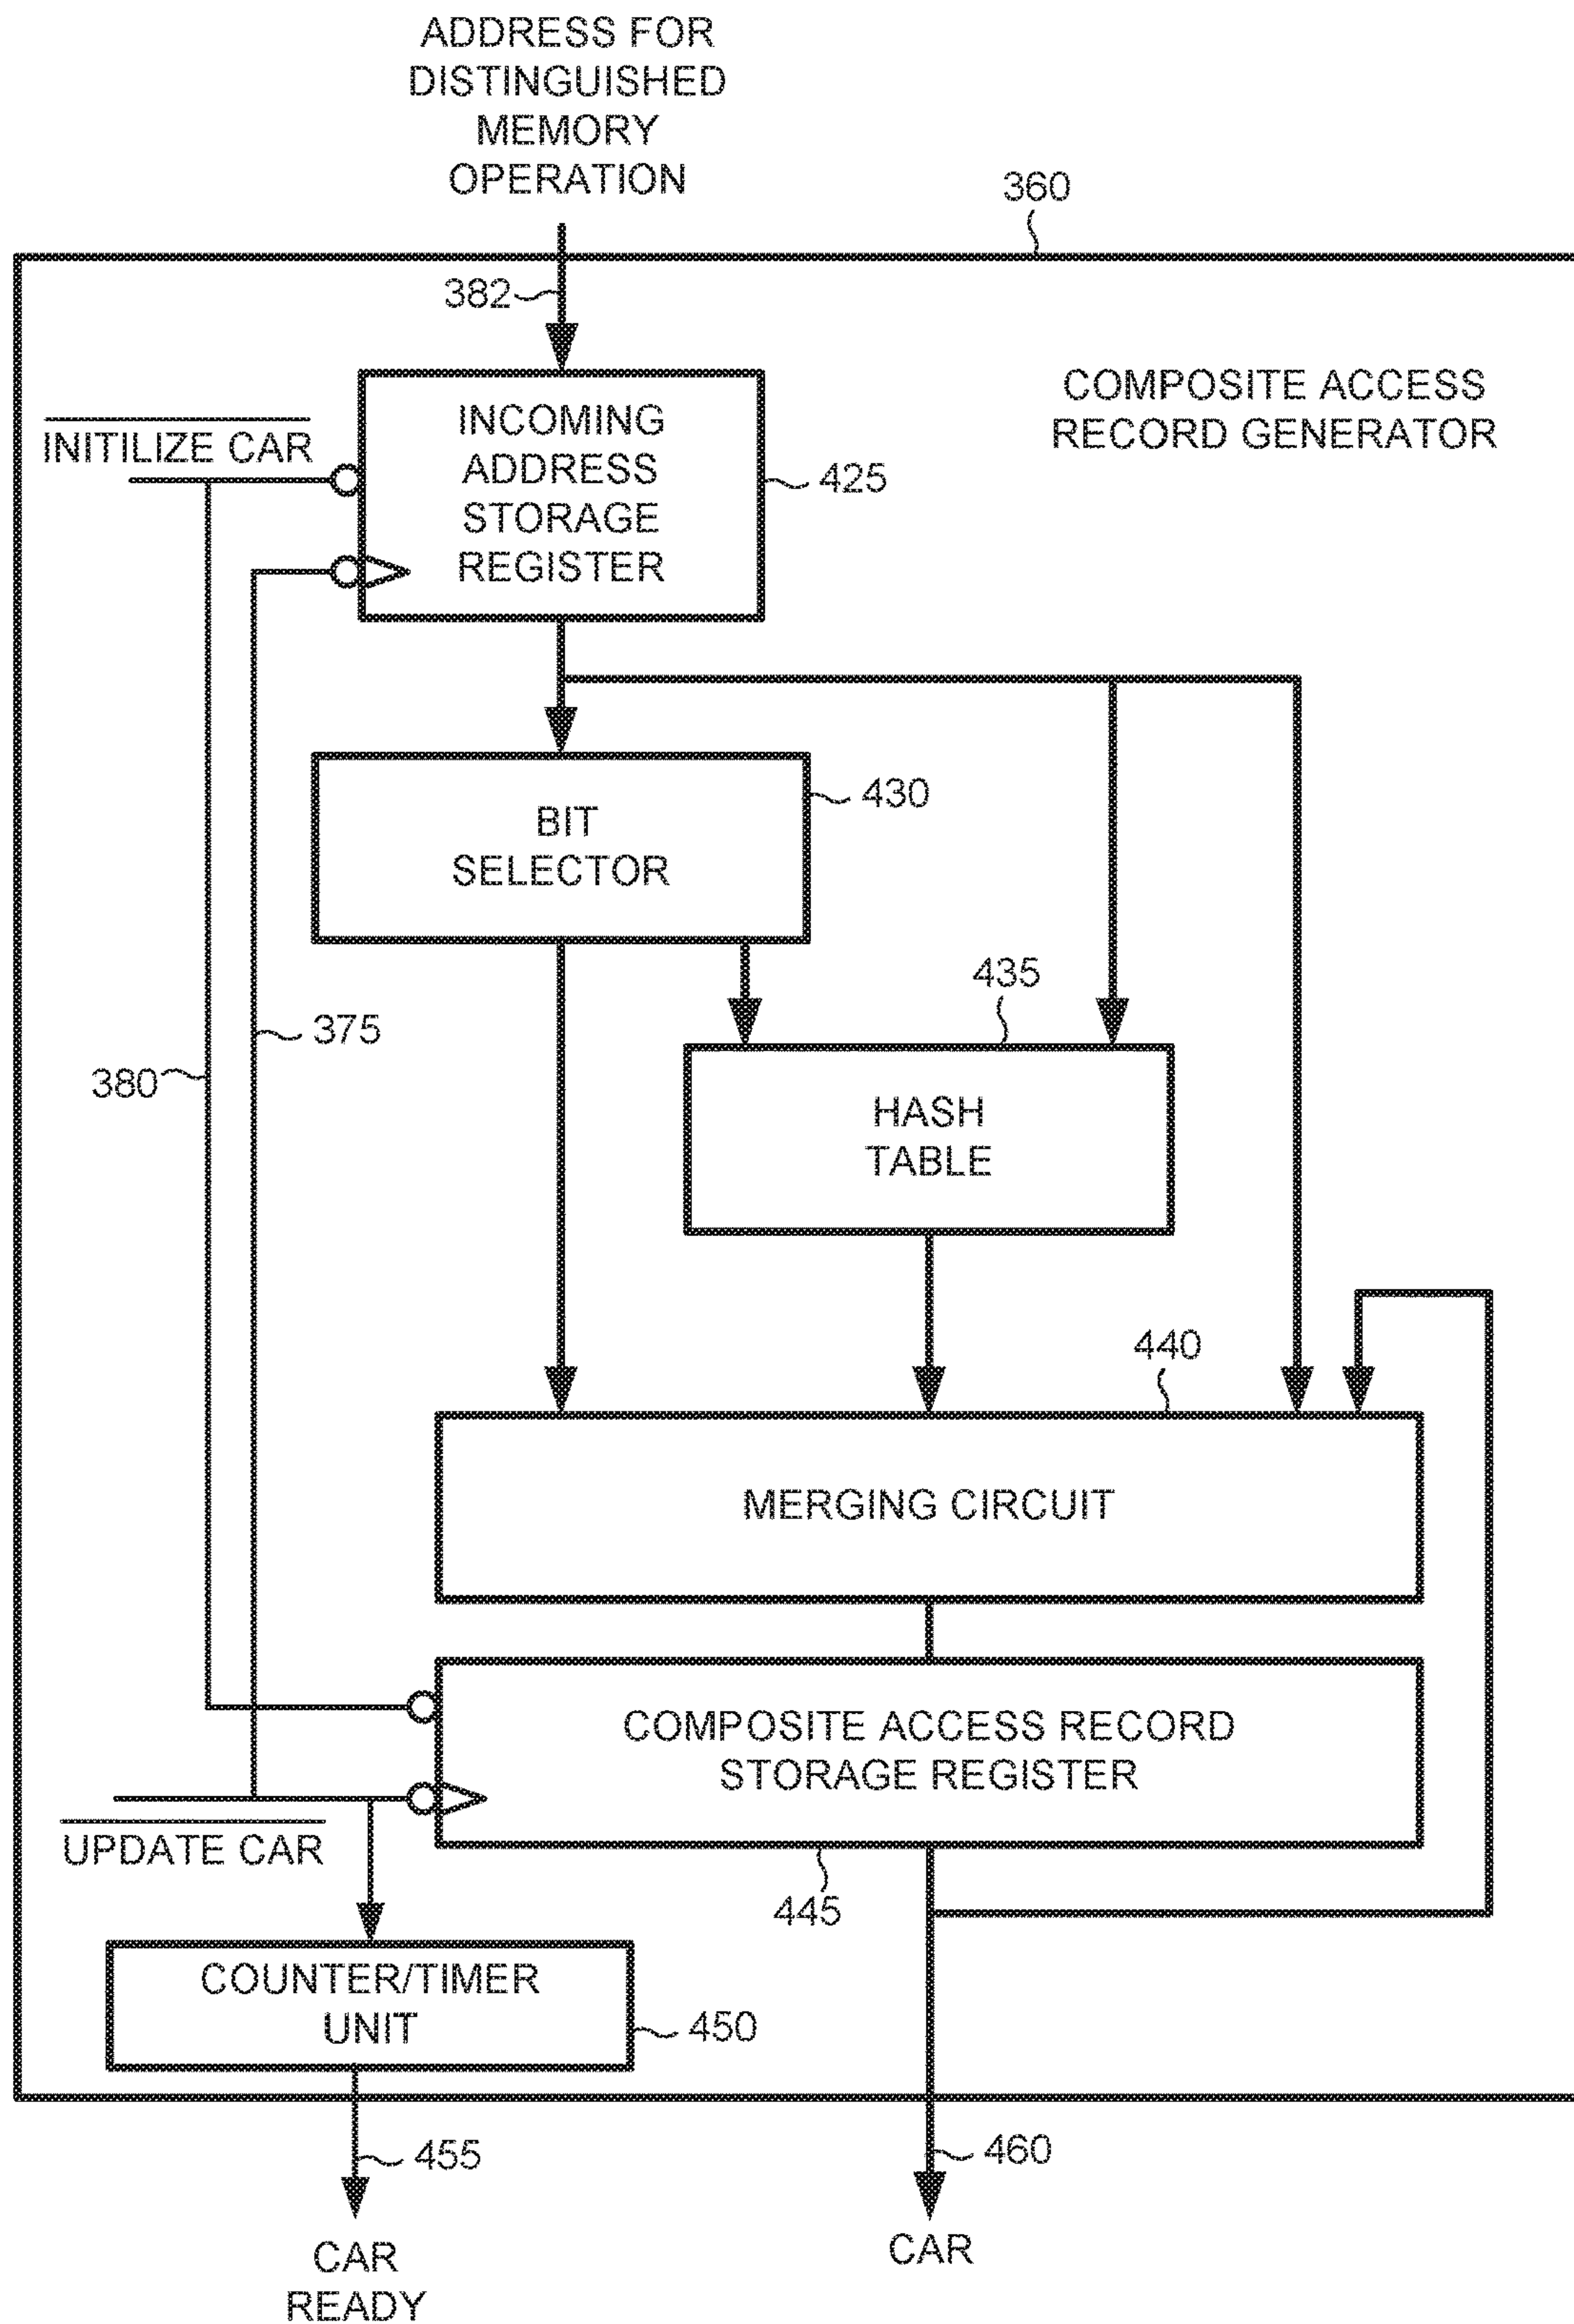 ADDRESS FOR
DISTINGUISHED
MEMORY
OPERATION
360
382
COMPOSITE ACCESS
RECORD GENERATOR
INITILIZE CAR
INCOMING
ADDRESS
STORAGE
REGISTER
425
BIT
SELECTOR
430
435
375
380
HASH
TABLE
440
MERGING CIRCUIT
COMPOSITE ACCESS RECORD
STORAGE REGISTER
UPDATE CAR
445
COUNTER/TIMER
UNIT
450
455
460
CAR
READY
CAR